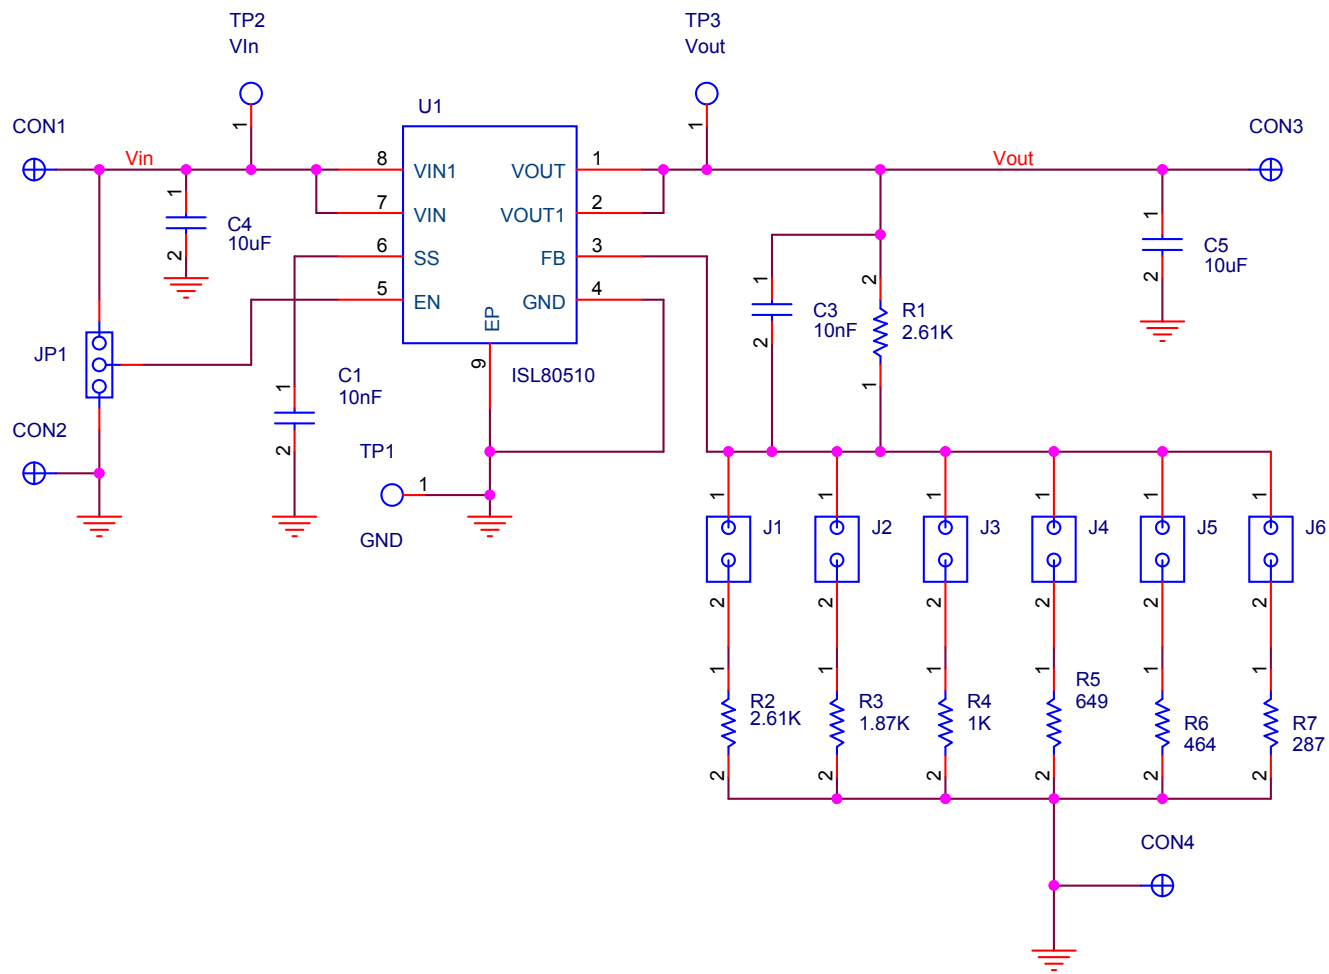 TP2
VIn
TP3
Vout
1
1
U1
CON1
CON3
Vin
Vout
8
VIN1
VOUT
1
7
VIN
VOUT1
2
6
SS
FB
3
5
EN
GND
4
EP
9
ISL80510
1
C4
10uF
2
1
C5
10uF
2
1
C3
10nF
2
2
R1
2.61K
1
JP1
CON2
1
C1
10nF
2
TP1
1
GND
1
1
1
1
1
1
J1
J2
J3
J4
J5
J6
2
2
2
2
2
2
1
1
1
1
1
1
R2
2.61K
R3
1.87K
R4
1K
R5
649
R6
464
R7
287
2
2
2
2
2
2
CON4